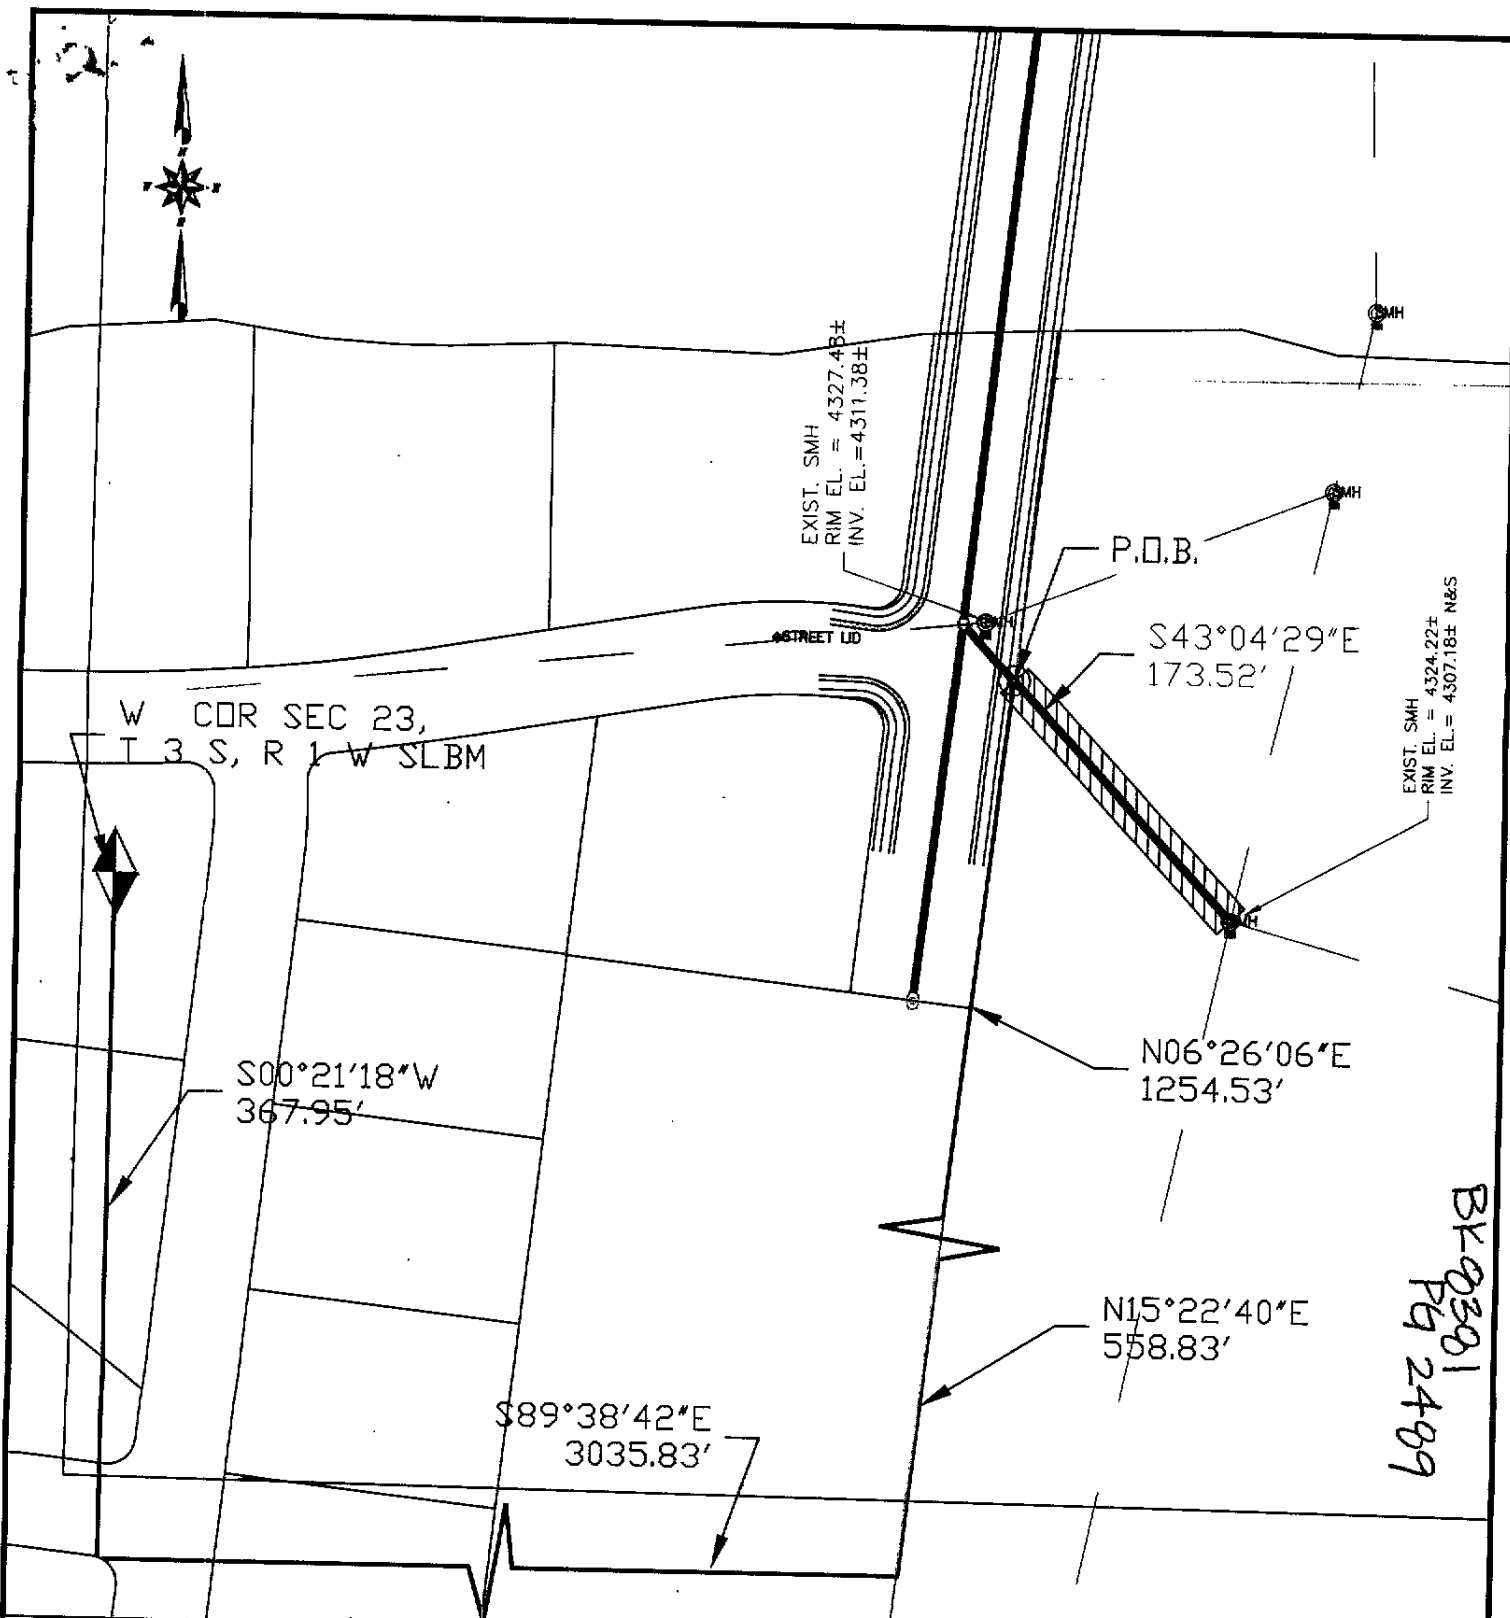 EXIST. SMH
RIM EL. = 4327.48±
INV. EL.=4311.38±
SMH
MH
P.O.B.
STREET LID
S43°04'29"E
173.52'
EXIST. SMH
RIM EL. = 4324.22±
INV. EL.= 4307.18± N&S
W COR SEC 23,
T 3 S, R 1 W SLBM
MH
N06°26'06"E
1254.53'
S00°21'18"W
367.95'
N15°22'40"E
558.83'
S89°38'42"E
3035.83'
BK 9381
PG 2489